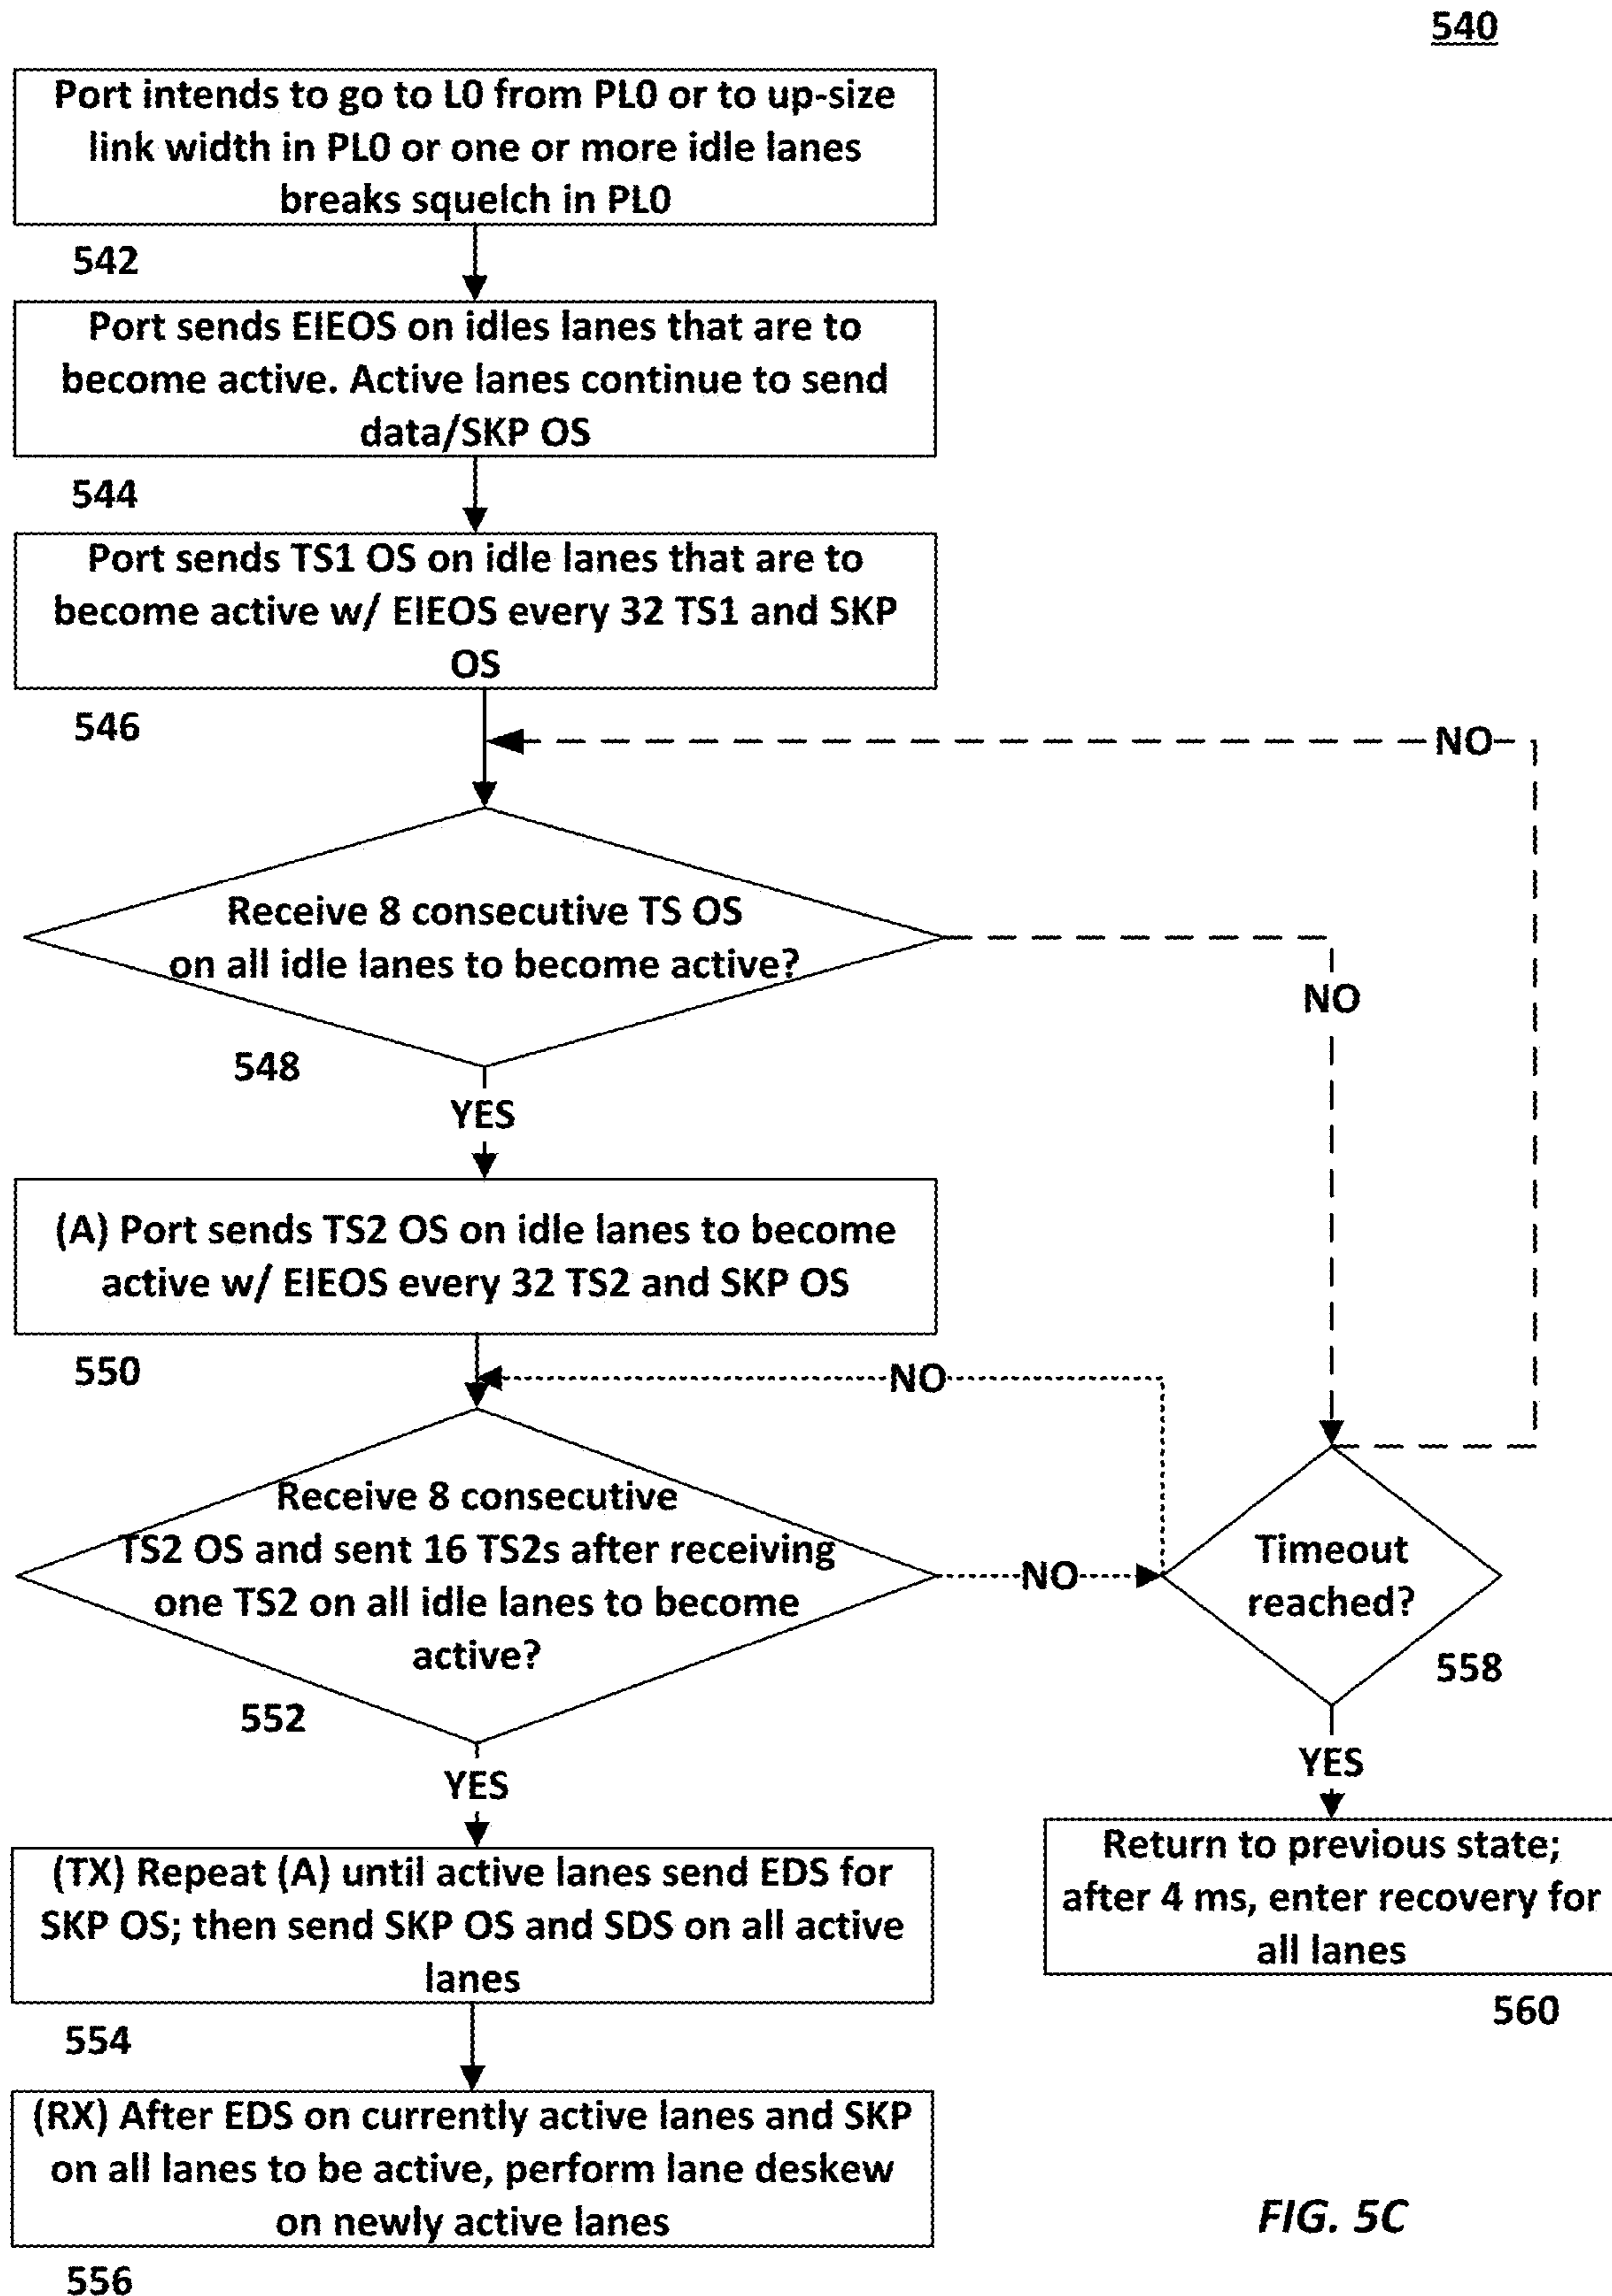 540
Port intends to go to L0 from PL0 or to up-size
link width in PL0 or one or more idle lanes
breaks squelch in PL0
542
Port sends EIEOS on idles lanes that are to
become active. Active lanes continue to send
data/SKP OS
544
Port sends TS1 OS on idle lanes that are to
become active w/ EIEOS every 32 TS1 and SKP
OS
546
NO
Receive 8 consecutive TS OS
on all idle lanes to become active?
NO
548
YES
(A) Port sends TS2 OS on idle lanes to become
active w/ EIEOS every 32 TS2 and SKP OS
550
NO
Receive 8 consecutive
TS2 OS and sent 16 TS2s after receiving
one TS2 on all idle lanes to become
active?
NO
Timeout
reached?
558
552
YES
YES
(TX) Repeat (A) until active lanes send EDS for
SKP OS; then send SKP OS and SDS on all active
lanes
554
Return to previous state;
after 4 ms, enter recovery for
all lanes
560
(RX) After EDS on currently active lanes and SKP
on all lanes to be active, perform lane deskew
on newly active lanes
556
FIG. 5C